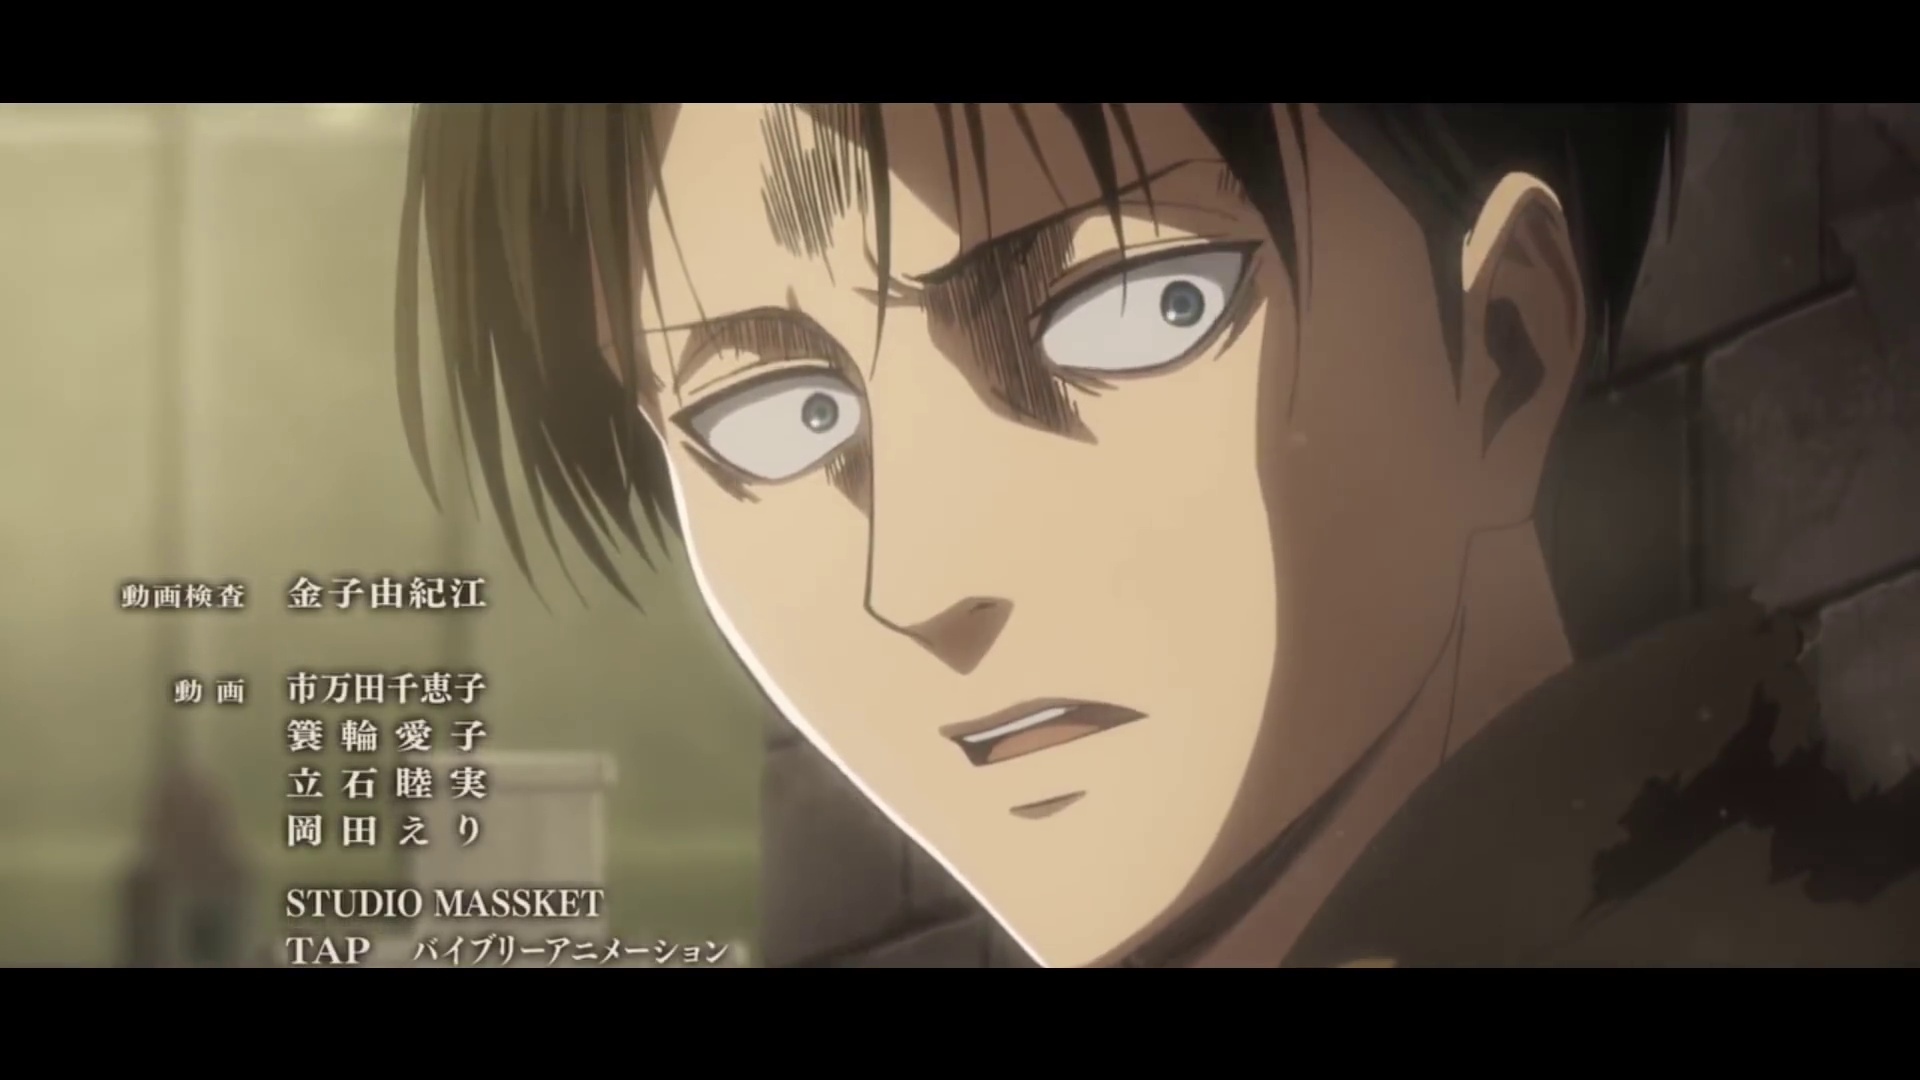 動画検査 金子由紀江
動画 市万田千恵子
簑輪愛子
立石睦実
岡田えり
STUDIO MASSKET
TAP バイブリーアニメーション